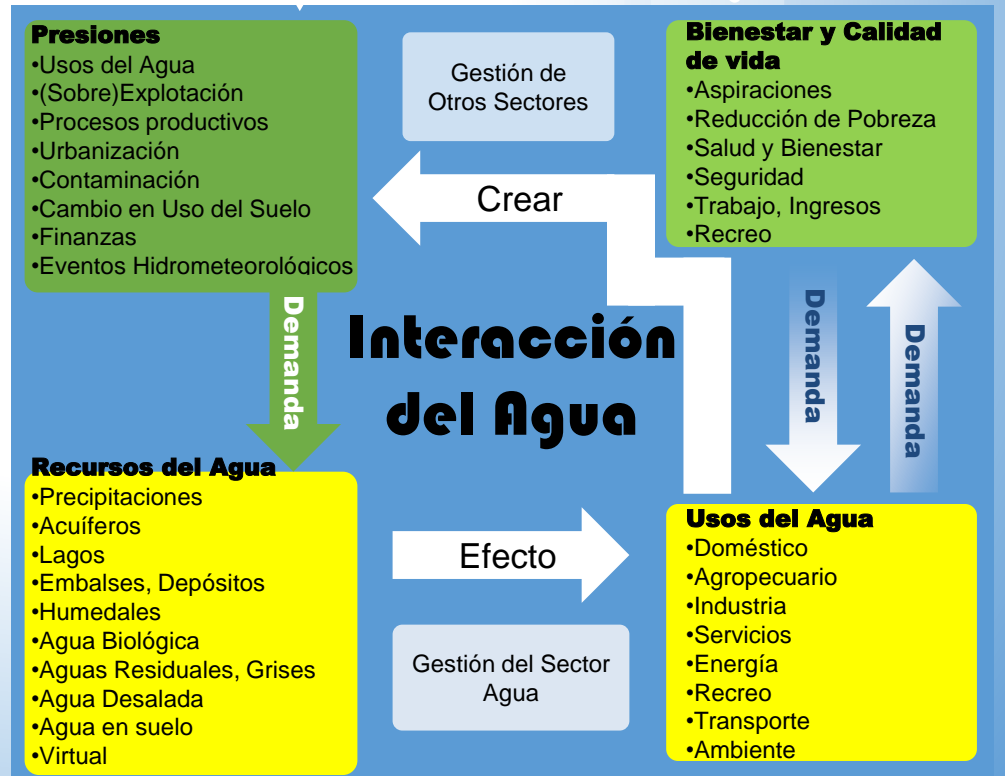 Presiones
•Usos del Agua
•(Sobre)Explotación
•Procesos productivos
•Urbanización
•Contaminación
•Cambio en Uso del Suelo
•Finanzas
•Eventos Hidrometeorológicos
Gestión de
Otros Sectores
Bienestar y Calidad
de vida
•Aspiraciones
•Reducción de Pobreza
•Salud y Bienestar
•Seguridad
•Trabajo, Ingresos
•Recreo
Crear
Demanda
Interacción
del Agua
Demanda
Demanda
Recursos del Agua
•Precipitaciones
•Acuíferos
•Lagos
•Embalses, Depósitos
•Humedales
•Agua Biológica
•Aguas Residuales, Grises
•Agua Desalada
•Agua en suelo
•Virtual
Efecto
Gestión del Sector
Agua
Usos del Agua
•Doméstico
•Agropecuario
•Industria
•Servicios
•Energía
•Recreo
•Transporte
•Ambiente